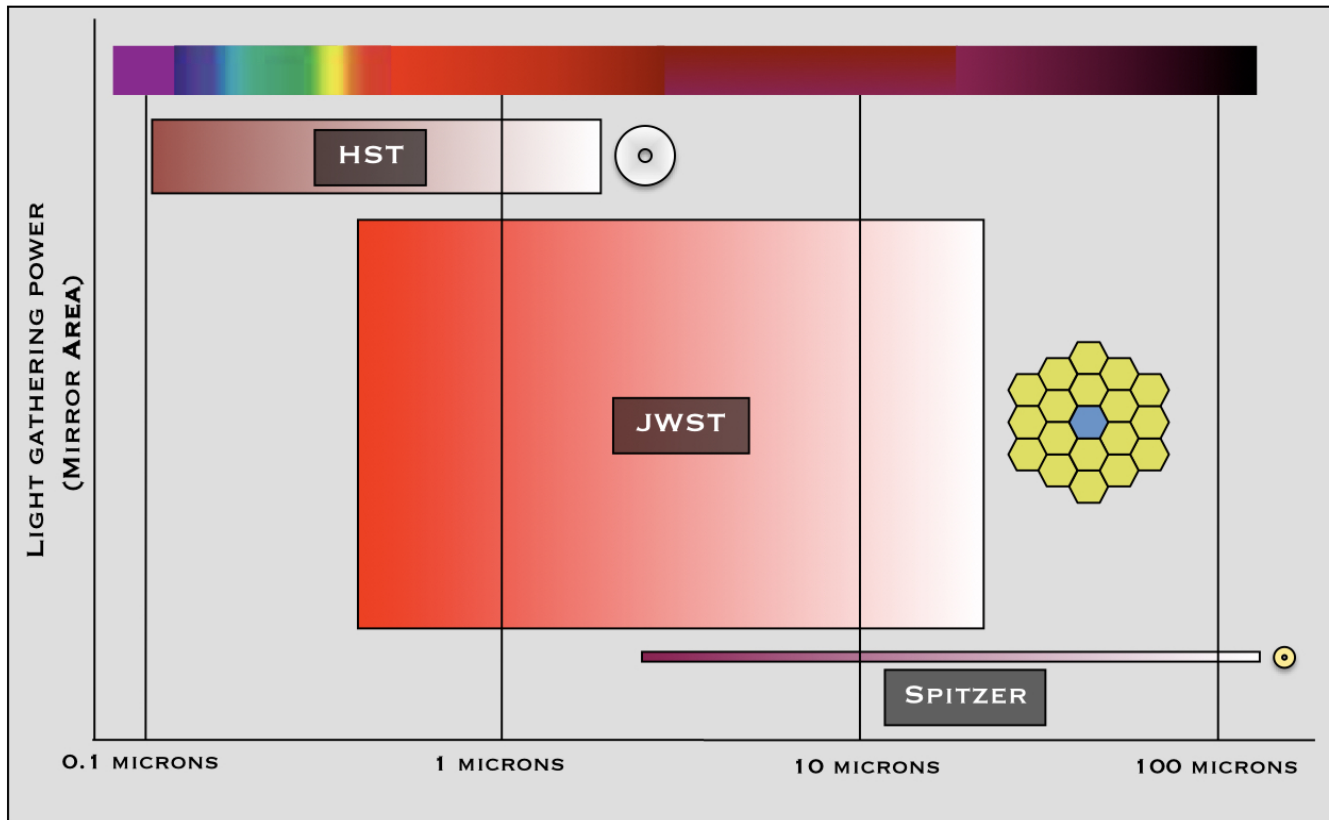 HST
LIGHT GATHERING POWER
(MIRROR AREA)
JWST
SPITZER
0.1 MICRONS
1 MICRONS
10 MICRONS
100 MICRONS